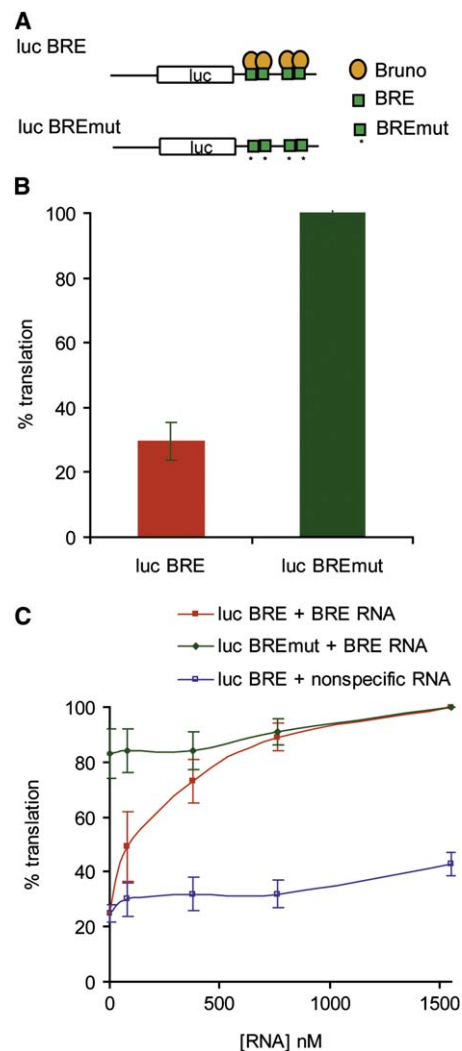 A
luc BRE
luc
Bruno
BRE
luc BREmut
luc
BREmut
* * * *
*
B
% translation
100
80
60
40
20
0
luc BRE luc BREmut
C
luc BRE + BRE RNA
luc BREmut + BRE RNA
luc BRE + nonspecific RNA
% translation
100
80
60
40
20
0
0 500 1000 1500
[RNA] nM